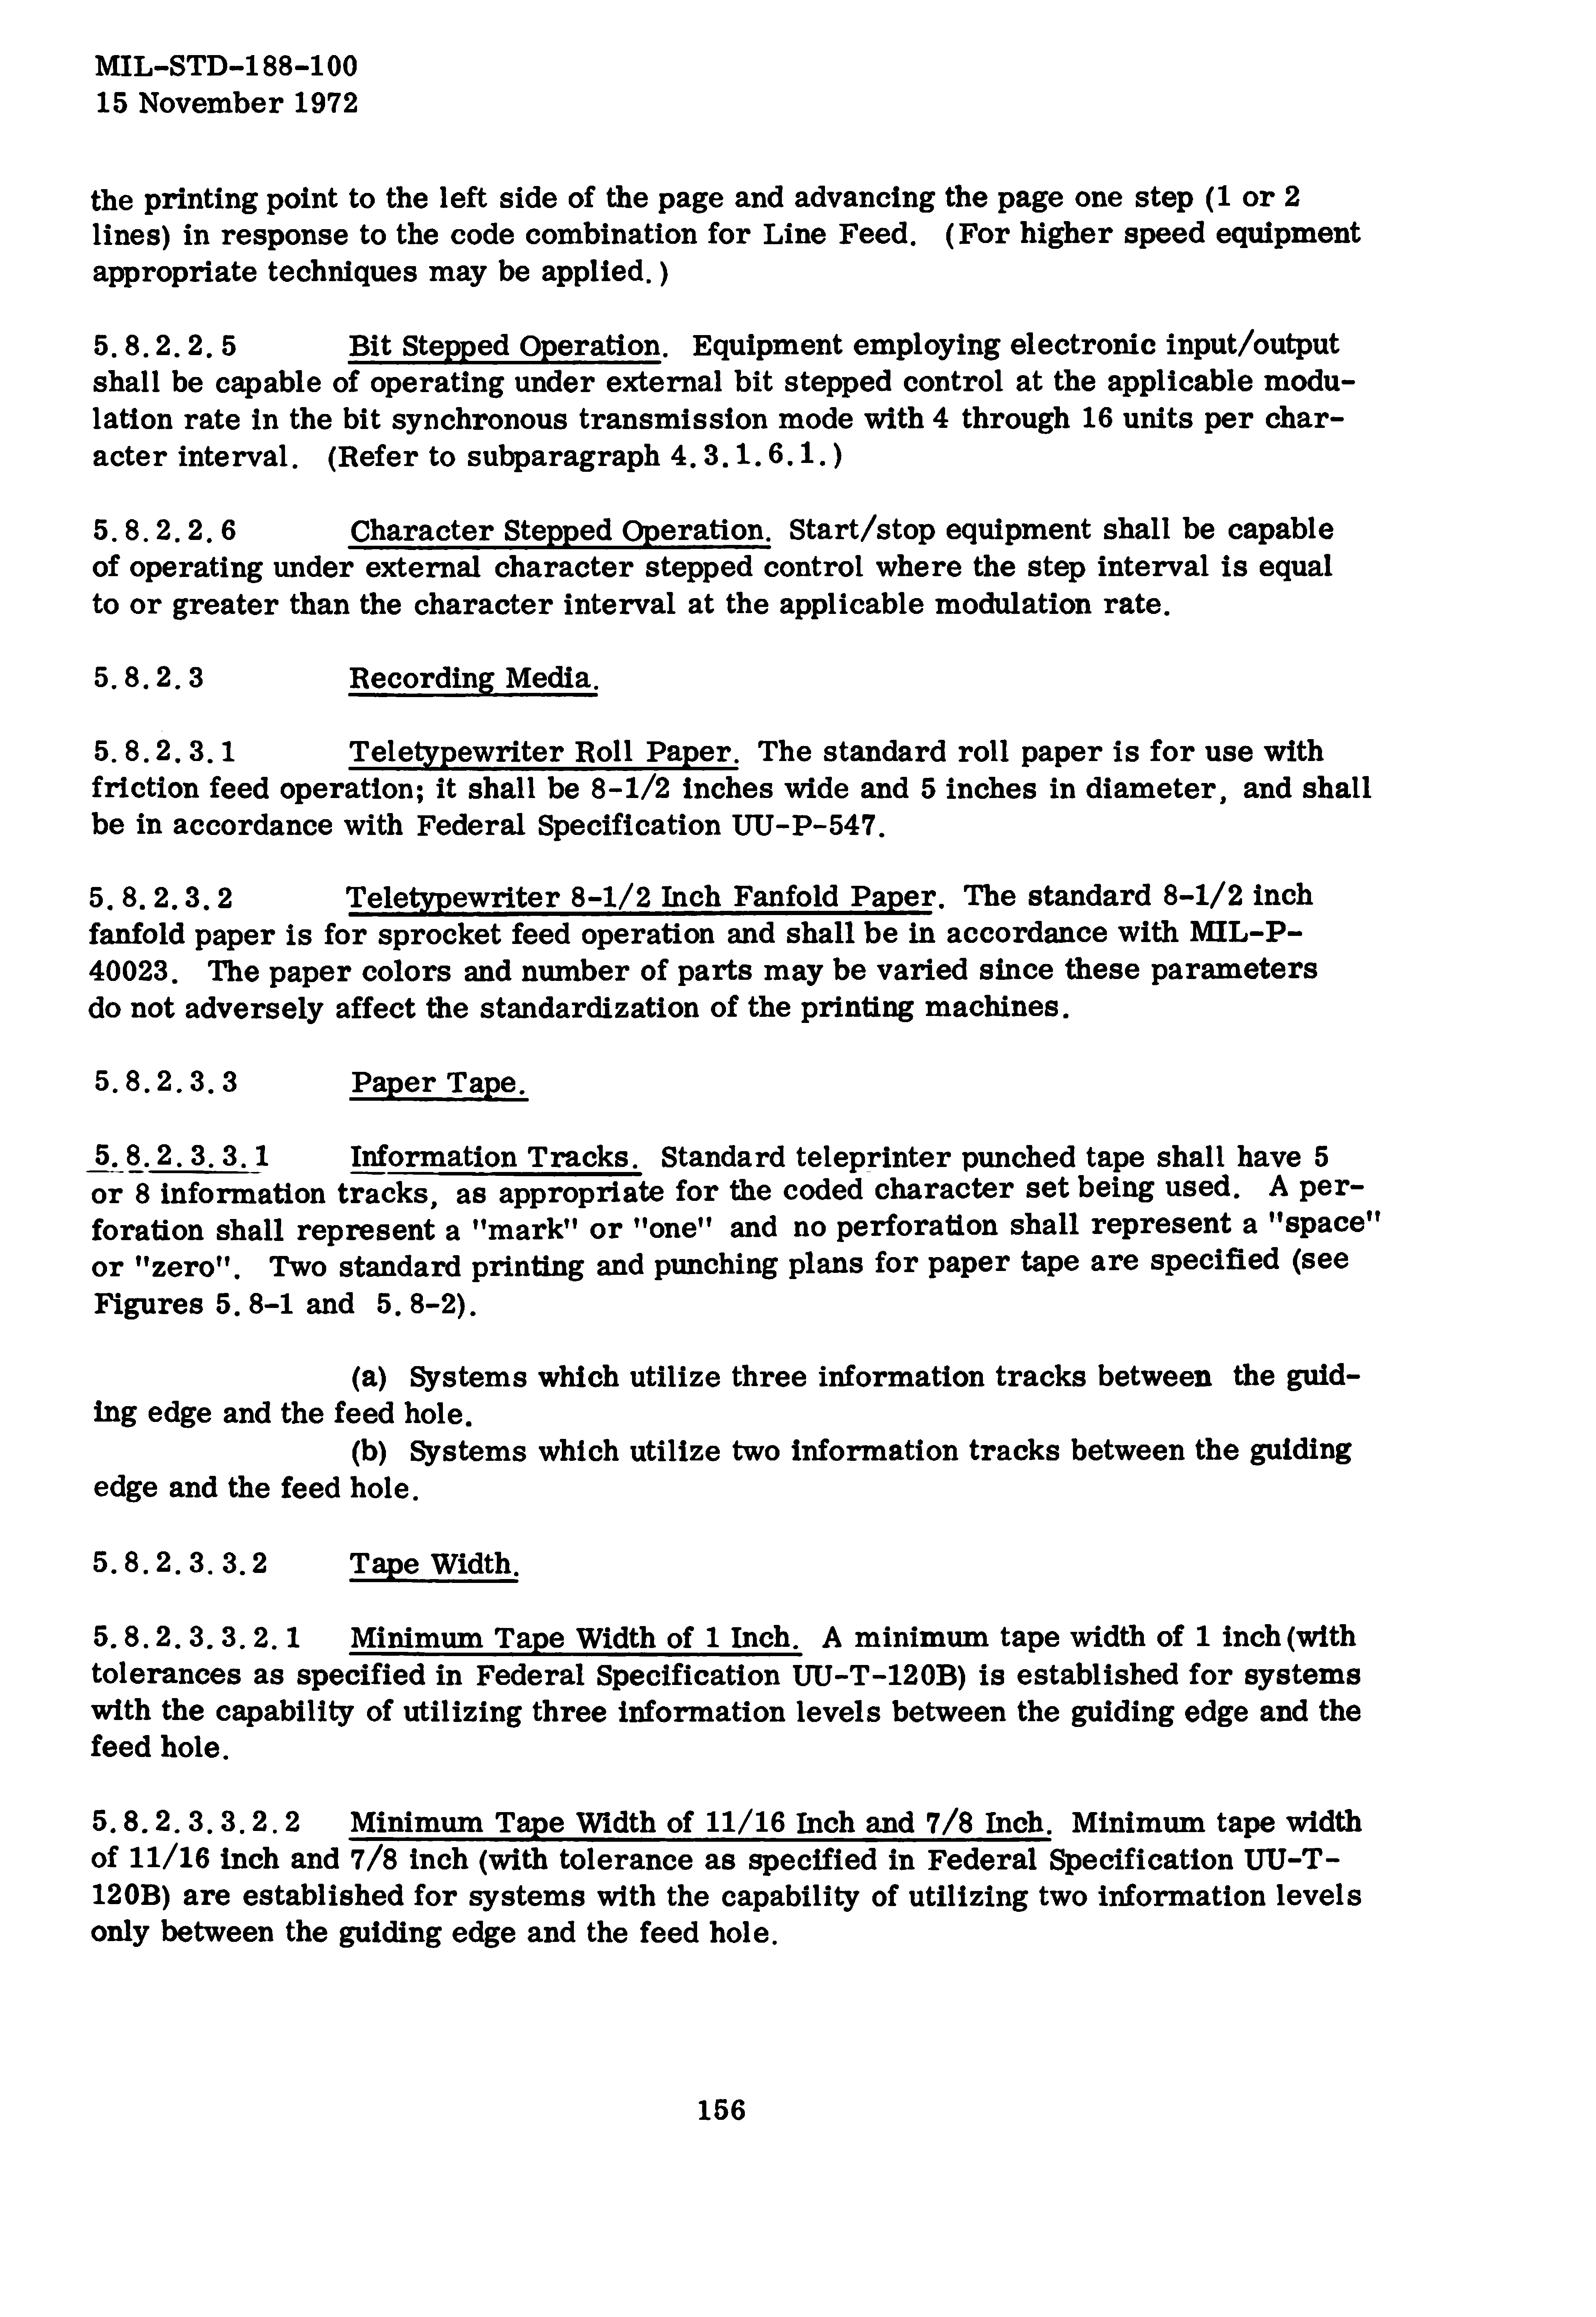 MIL-STD-188-100
15 November 1972
the printing point to the left side of the page and advancing the page one step (1 or 2
lines) in response to the code combination for Line Feed. (For higher speed equipment
appropriate techniques may be applied.)
5.8.2.2.5 Bit Stepped Operation. Equipment employing electronic input/output
shall be capable of operating under external bit stepped control at the applicable modu-
lation rate in the bit synchronous transmission mode with 4 through 16 units per char-
acter interval. (Refer to subparagraph 4.3.1.6.1.)
5.8.2.2.6 Character Stepped Operation. Start/stop equipment shall be capable
of operating under external character stepped control where the step interval is equal
to or greater than the character interval at the applicable modulation rate.
5.8.2.3 Recording Media.
5.8.2.3.1 Teletypewriter Roll Paper. The standard roll paper is for use with
friction feed operation; it shall be 8-1/2 inches wide and 5 inches in diameter, and shall
be in accordance with Federal Specification UU-P-547.
5.8.2.3.2 Teletypewriter 8-1/2 Inch Fanfold Paper. The standard 8-1/2 inch
fanfold paper is for sprocket feed operation and shall be in accordance with MIL-P-
40023. The paper colors and number of parts may be varied since these parameters
do not adversely affect the standardization of the printing machines.
5.8.2.3.3 Paper Tape.
5.8.2.3.3.1 Information Tracks. Standard teleprinter punched tape shall have 5
or 8 information tracks, as appropriate for the coded character set being used. A per-
foration shall represent a "mark" or "one" and no perforation shall represent a "space"
or "zero". Two standard printing and punching plans for paper tape are specified (see
Figures 5.8-1 and 5.8-2).
(a) Systems which utilize three information tracks between the guid-
ing edge and the feed hole.
(b) Systems which utilize two information tracks between the guiding
edge and the feed hole.
5.8.2.3.3.2 Tape Width.
5.8.2.3.3.2.1 Minimum Tape Width of 1 Inch. A minimum tape width of 1 inch (with
tolerances as specified in Federal Specification UU-T-120B) is established for systems
with the capability of utilizing three information levels between the guiding edge and the
feed hole.
5.8.2.3.3.2.2 Minimum Tape Width of 11/16 Inch and 7/8 Inch. Minimum tape width
of 11/16 inch and 7/8 inch (with tolerance as specified in Federal Specification UU-T-
120B) are established for systems with the capability of utilizing two information levels
only between the guiding edge and the feed hole.
156